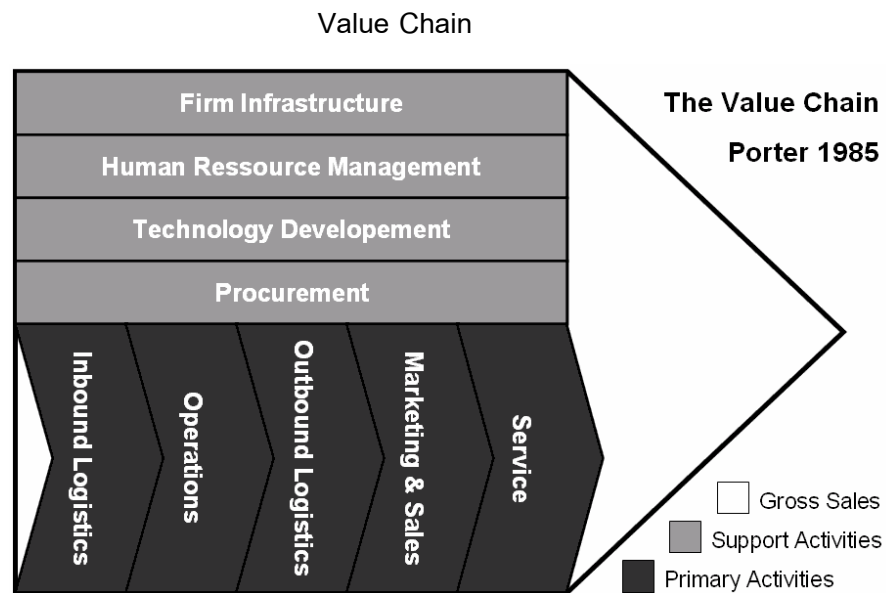 Value Chain
Firm Infrastructure
Human Ressource Management
Technology Developement
Procurement
Inbound Logistics
Operations
Outbound Logistics
Marketing & Sales
Service
The Value Chain
Porter 1985
Gross Sales
Support Activities
Primary Activities